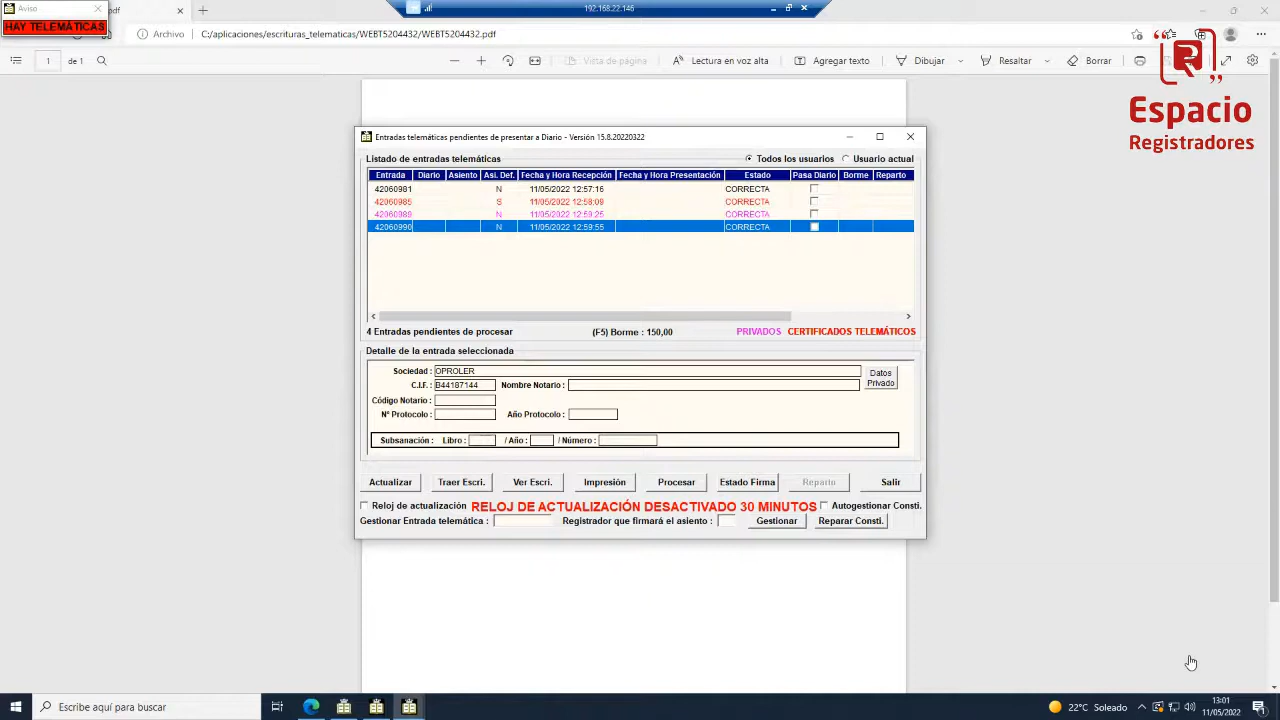 Aviso
HAY TELEMÁTICAS
df
192.168.22.146
Archivo
C:/aplicaciones/escrituras_telematicas/WEBT5204432/WEBT5204432.pdf
1
de 1
Vista de página
Lectura en voz alta
Agregar texto
Dibujar
Resaltar
Borrar
Espacio
Registradores
Entradas telemáticas pendientes de presentar a Diario - Versión 15.8.20220322
Listado de entradas telemáticas
Todos los usuarios
Usuario actual
Entrada Diario Asiento Asi. Def. Fecha y Hora Recepción Fecha y Hora Presentación Estado Pasa Diario Borme Reparto
42060981 N 11/05/2022 12:57:16 CORRECTA
42060985 S 11/05/2022 12:58:09 CORRECTA
42060989 N 11/05/2022 12:59:25 CORRECTA
42060990 N 11/05/2022 12:59:55 CORRECTA
4 Entradas pendientes de procesar
(F5) Borme : 150,00
PRIVADOS
CERTIFICADOS TELEMÁTICOS
Detalle de la entrada seleccionada
Sociedad : OPROLER
C.I.F. : B44187144 Nombre Notario :
Datos
Privado
Código Notario :
Nº Protocolo : Año Protocolo :
Subsanación : Libro : / Año : / Número :
Actualizar
Traer Escri.
Ver Escri.
Impresión
Procesar
Estado Firma
Reparto
Salir
Reloj de actualización
RELOJ DE ACTUALIZACIÓN DESACTIVADO 30 MINUTOS
Autogestionar Consti.
Gestionar Entrada telemática :
Registrador que firmará el asiento :
Gestionar
Reparar Consti.
Escribe aquí para buscar
22°C Soleado
13:01
11/05/2022
1